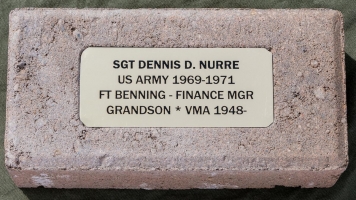 SGT DENNIS D. NURRE
US ARMY 1969-1971
FT BENNING - FINANCE MGR
GRANDSON * VMA 1948-